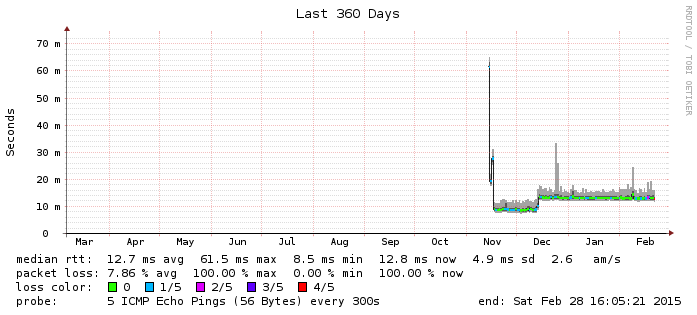 Last 360 Days
RRDTOOL / TOBI OETIKER
Seconds
70 m
60 m
50 m
40 m
30 m
20 m
10 m
0
Mar Apr May Jun Jul Aug Sep Oct Nov Dec Jan Feb
median rtt: 12.7 ms avg 61.5 ms max 8.5 ms min 12.8 ms now 4.9 ms sd 2.6 am/s
packet loss: 7.86 % avg 100.00 % max 0.00 % min 100.00 % now
loss color: 0 1/5 2/5 3/5 4/5
probe: 5 ICMP Echo Pings (56 Bytes) every 300s end: Sat Feb 28 16:05:21 2015